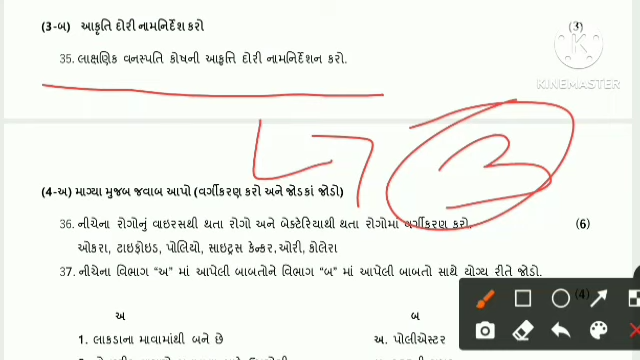 (3-બ) આકૃતિ દોરી નામનિર્દેશ કરો (3)
35. લાક્ષણિક વનસ્પતિ કોષની આકૃતિ દોરી નામનિર્દેશન કરો.
K
KINEMASTER
3
(4-અ) માગ્યા મુજબ જવાબ આપો (વર્ગીકરણ કરો અને જોડકાં જોડો)
36. નીચેના રોગોનું વાઇરસથી થતા રોગો અને બેક્ટેરિયાથી થતા રોગોમાં વર્ગીકરણ કરો. (6)
ઓકરા, ટાઇફોઇડ, પોલિયો, સાઇટ્રસ કેન્કર, ઓરી, કોલેરા
37. નીચેના વિભાગ “અ” માં આપેલી બાબતોને વિભાગ “બ” માં આપેલી બાબતો સાથે યોગ્ય રીતે જોડો.
(4)
અ બ
1. લાકડાના માવામાંથી બને છે અ. પોલીએસ્ટર